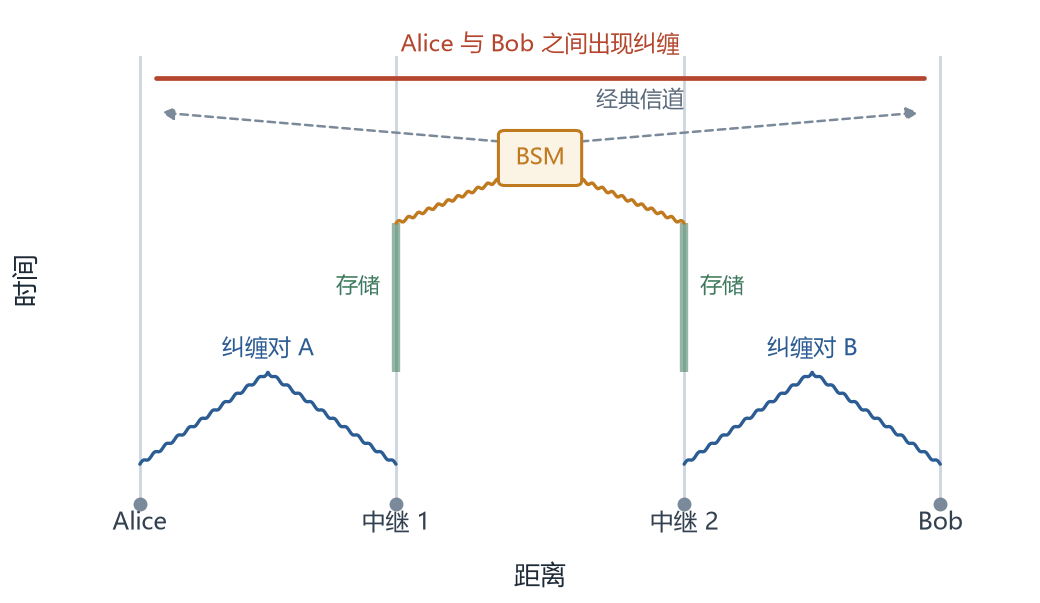 Alice 与 Bob 之间出现纠缠
经典信道
BSM
时间
存储
存储
纠缠对 A
纠缠对 B
Alice
中继 1
中继 2
Bob
距离